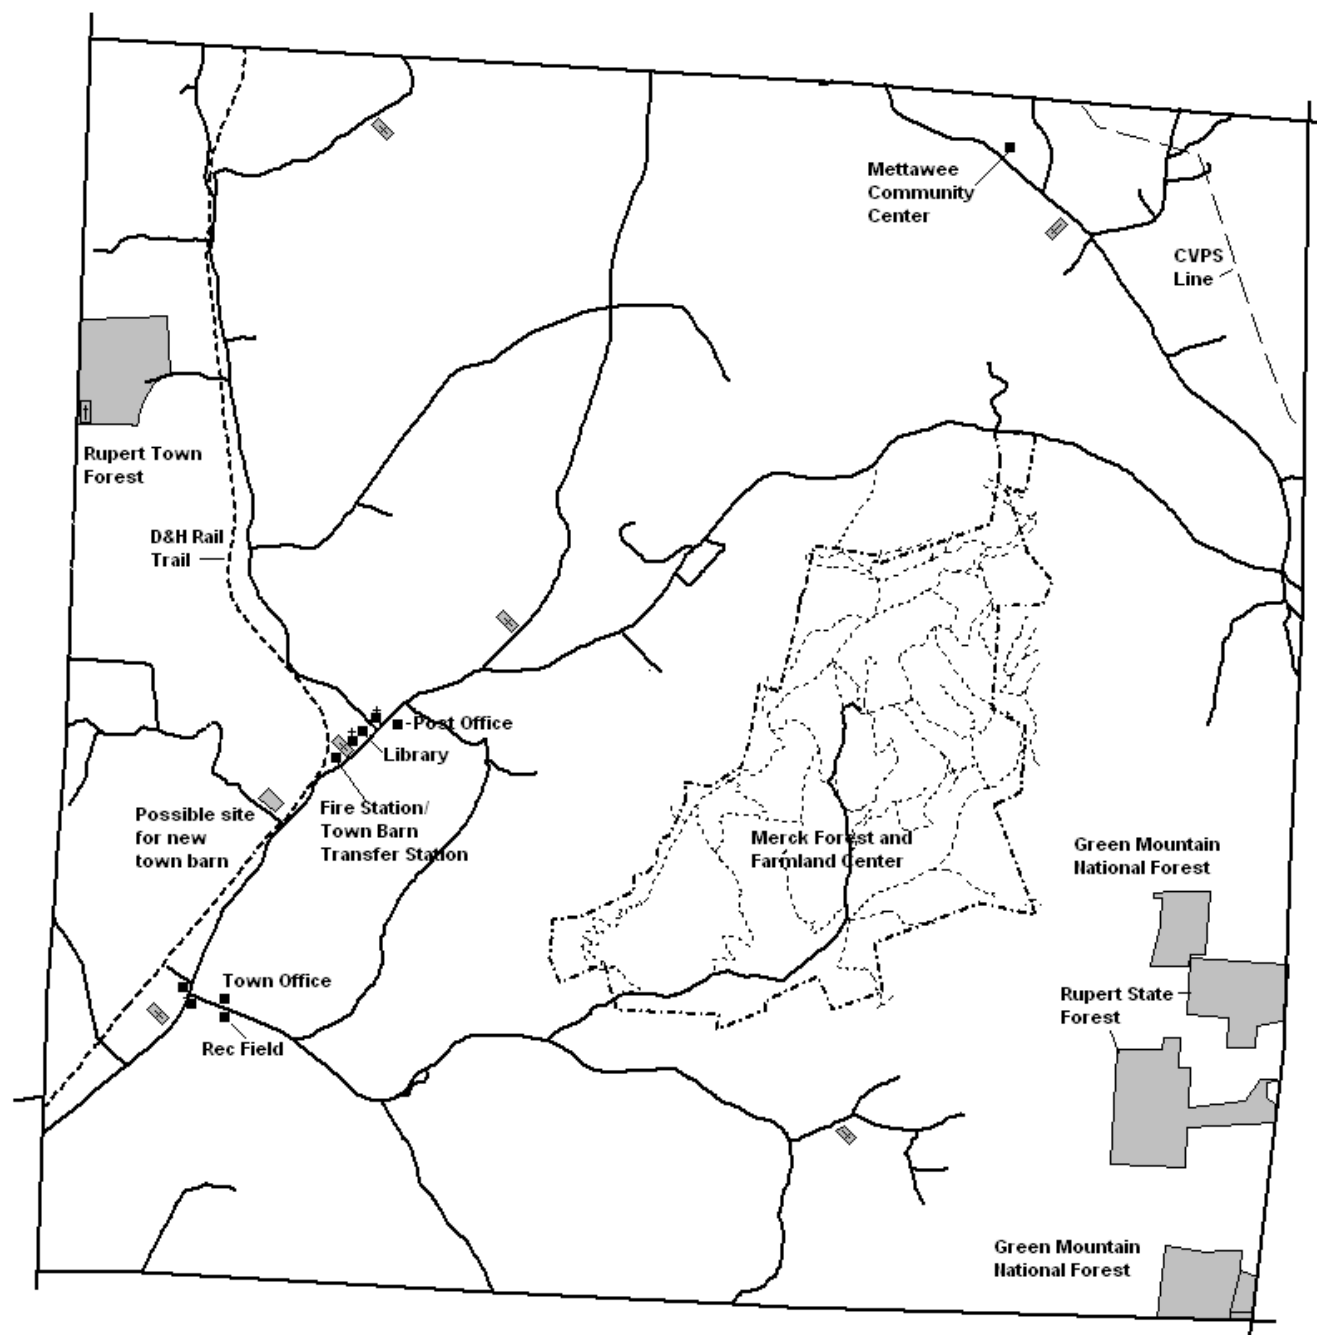 Mettawee
Community
Center
CVPS
Line
Rupert Town
Forest
D&H Rail
Trail
Post Office
Library
Possible site
for new
town barn
Fire Station/
Town Barn
Transfer Station
Merck Forest and
Farmland Center
Green Mountain
National Forest
Town Office
Rupert State
Forest
Rec Field
Green Mountain
National Forest